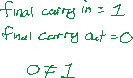 final carry in = 1
final carry out = 0
0 ≠ 1